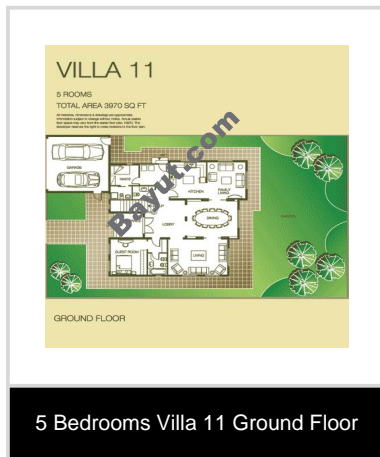 VILLA 11
5 ROOMS
TOTAL AREA 3970 SQ FT
GARAGE
KITCHEN
FAMILY
LIVING
LOBBY
DINING
GUEST ROOM
LIVING
GARDEN
Bayut.com
GROUND FLOOR
5 Bedrooms Villa 11 Ground Floor